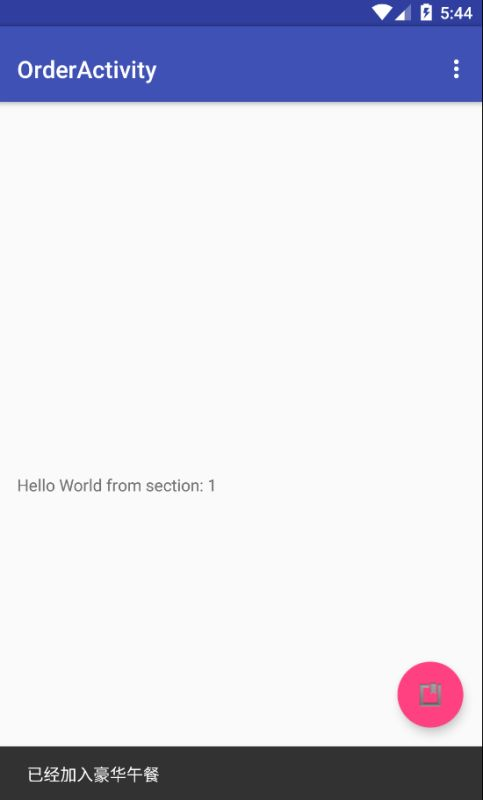 5:44
OrderActivity
Hello World from section: 1
已经加入豪华午餐